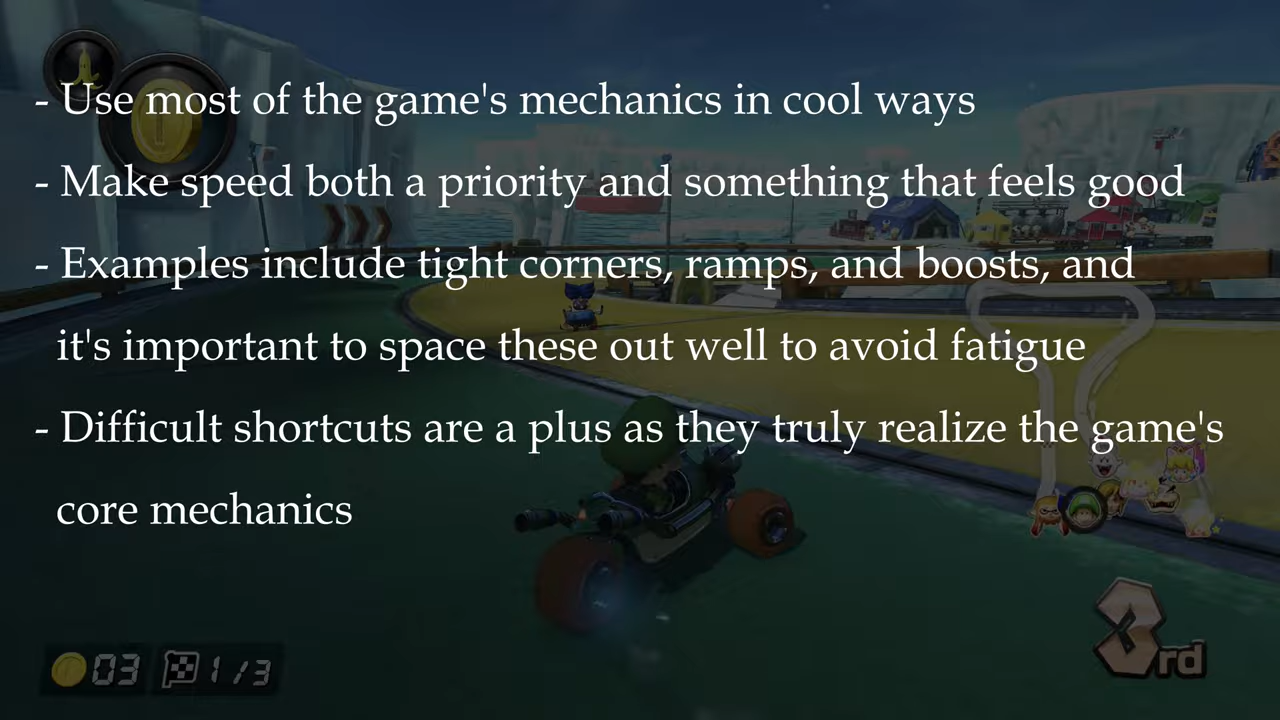 - Use most of the game's mechanics in cool ways
- Make speed both a priority and something that feels good
- Examples include tight corners, ramps, and boosts, and
it's important to space these out well to avoid fatigue
- Difficult shortcuts are a plus as they truly realize the game's
core mechanics
03 1/3
3rd